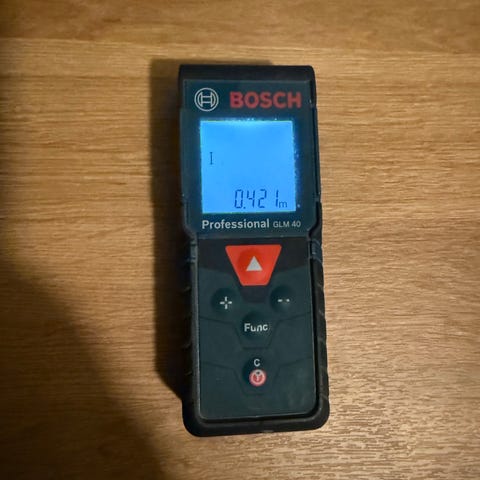 BOSCH
0.421m
Professional GLM 40
Func
C